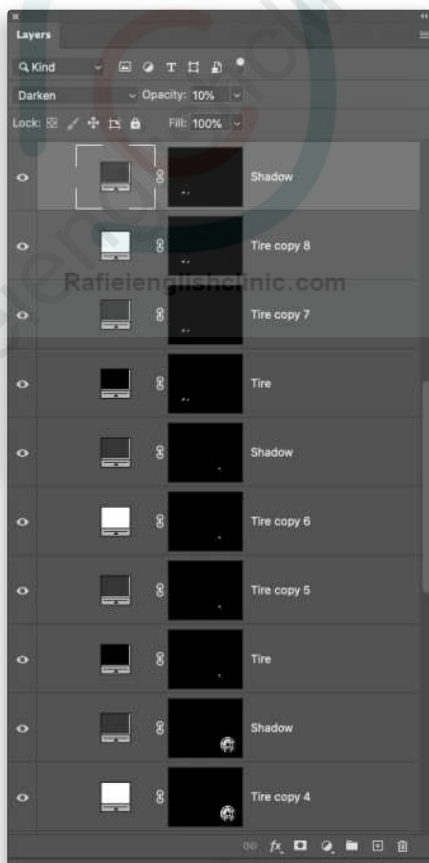 Layers
Kind
Darken Opacity: 10%
Lock: Fill: 100%
Shadow
Tire copy 8
Rafieienglishclinic.com
Tire copy 7
Tire
Shadow
Tire copy 6
Tire copy 5
Tire
Shadow
Tire copy 4
fx